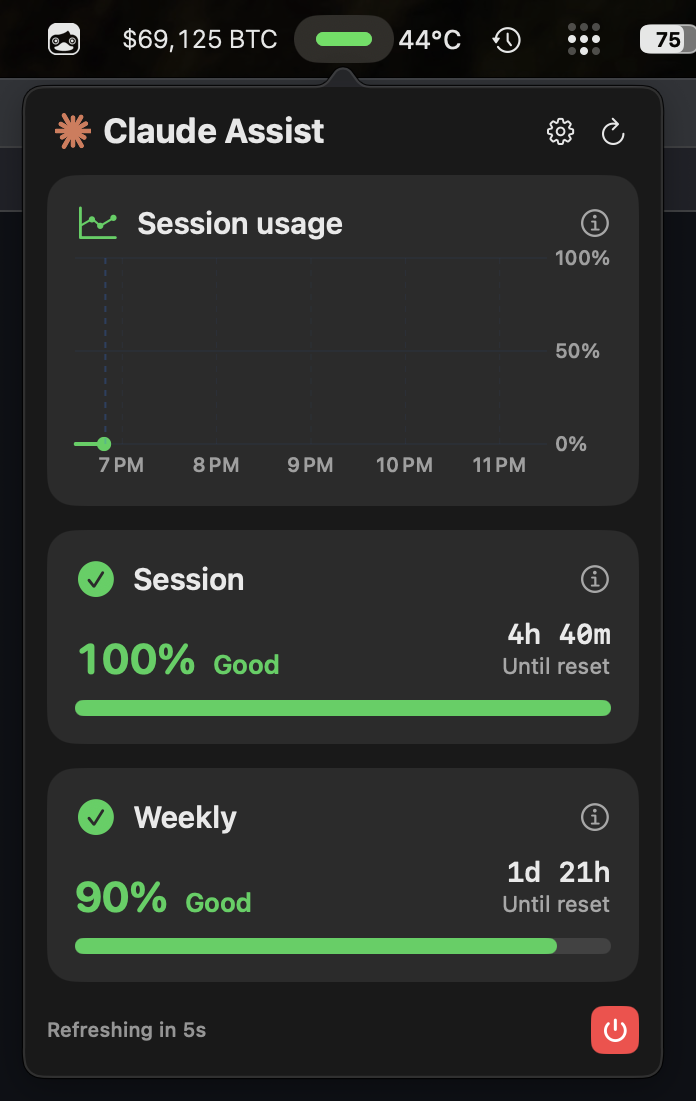 $69,125 BTC 44°C 75
Claude Assist
Session usage
100%
50%
0%
7 PM 8 PM 9 PM 10 PM 11 PM
Session
4h 40m
100% Good
Until reset
Weekly
1d 21h
90% Good
Until reset
Refreshing in 5s